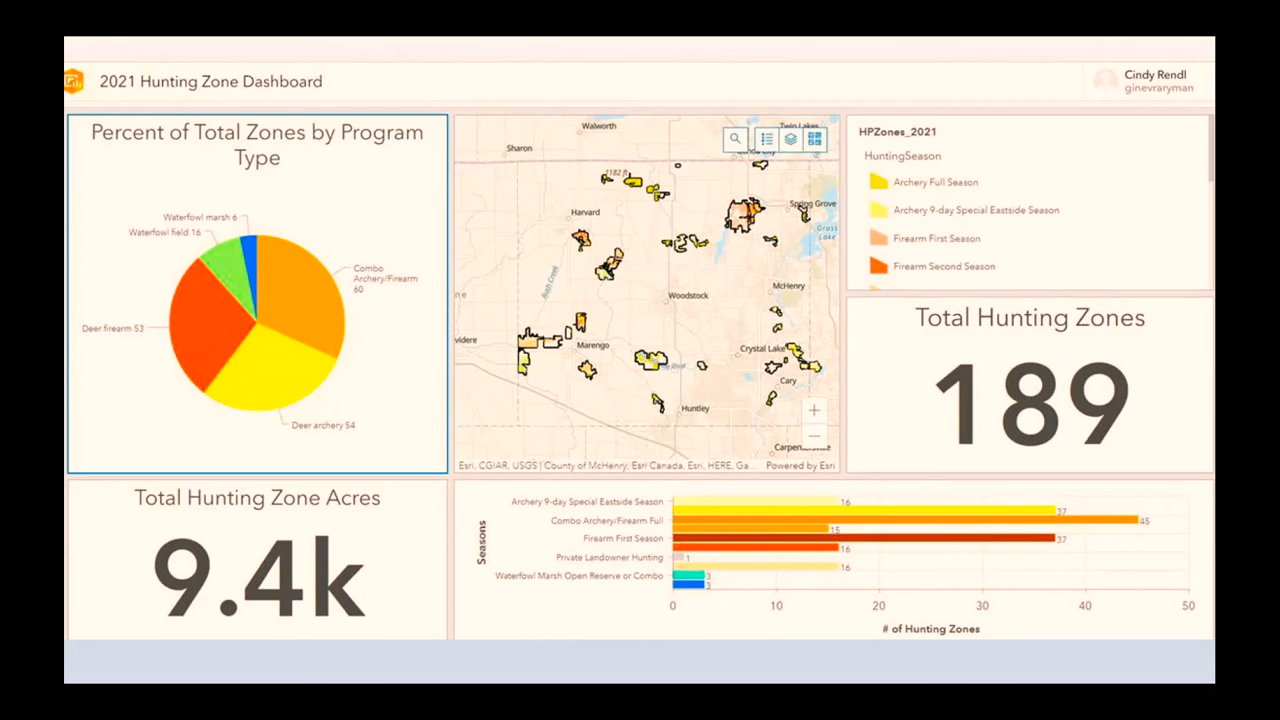 2021 Hunting Zone Dashboard
Cindy Rendl
ginevraryman
Percent of Total Zones by Program
Type
Waterfowl marsh 6
Waterfowl field 16
Combo
Archery/Firearm
60
Deer firearm 53
Deer archery 54
Walworth
Sharon
Twin Lakes
1182 ft
Harvard
Spring Grove
Grass
Lake
Rush Creek
McHenry
Woodstock
Marengo
Crystal Lake
Cary
Huntley
Carpentersville
Esri, CGIAR, USGS | County of McHenry, Esri Canada, Esri, HERE, Ga...
Powered by Esri
HPZones_2021
HuntingSeason
Archery Full Season
Archery 9-day Special Eastside Season
Firearm First Season
Firearm Second Season
Total Hunting Zones
189
Total Hunting Zone Acres
9.4k
Seasons
Archery 9-day Special Eastside Season
16
37
Combo Archery/Firearm Full
45
15
Firearm First Season
37
16
Private Landowner Hunting
1
16
Waterfowl Marsh Open Reserve or Combo
3
3
0 10 20 30 40 50
# of Hunting Zones